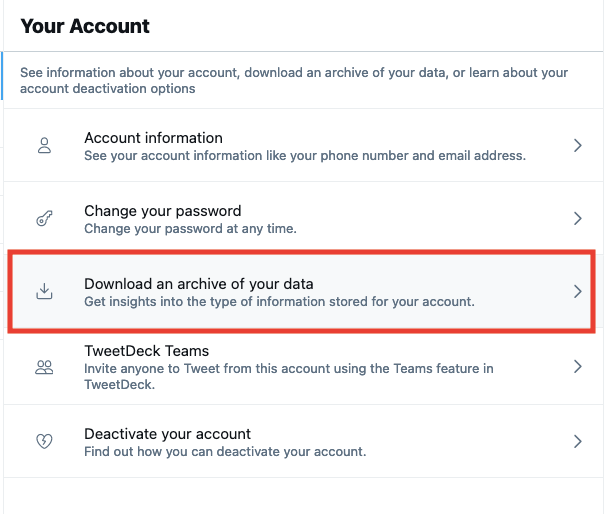 Your Account
See information about your account, download an archive of your data, or learn about your
account deactivation options
Account information
See your account information like your phone number and email address.
Change your password
Change your password at any time.
Download an archive of your data
Get insights into the type of information stored for your account.
TweetDeck Teams
Invite anyone to Tweet from this account using the Teams feature in
TweetDeck.
Deactivate your account
Find out how you can deactivate your account.